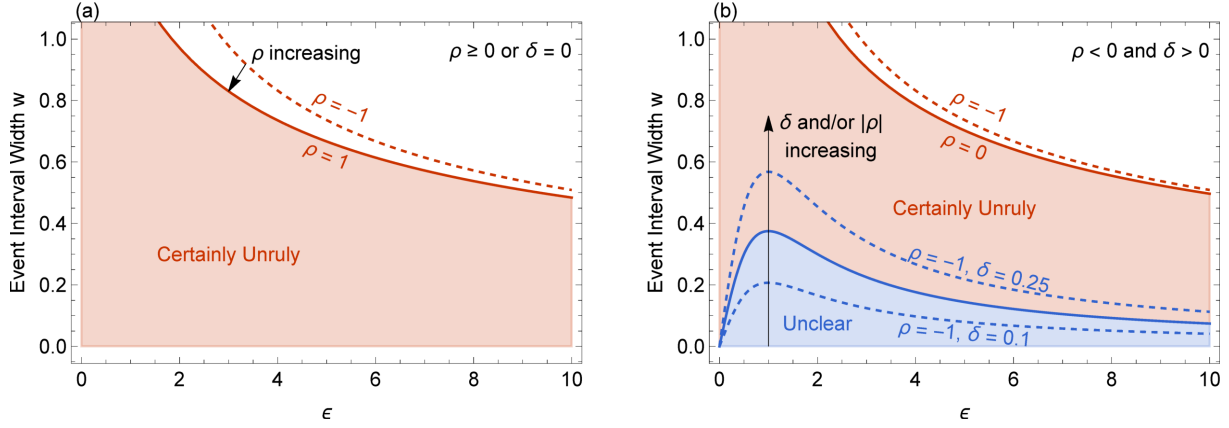 (a)
ρ ≥ 0 or δ = 0
ρ increasing
ρ = −1
ρ = 1
Certainly Unruly
Event Interval Width w
1.0
0.8
0.6
0.4
0.2
0.0
0 2 4 6 8 10
ϵ
(b)
ρ < 0 and δ > 0
ρ = −1
ρ = 0
δ and/or |ρ|
increasing
Certainly Unruly
ρ = −1, δ = 0.25
Unclear
ρ = −1, δ = 0.1
Event Interval Width w
1.0
0.8
0.6
0.4
0.2
0.0
0 2 4 6 8 10
ϵ